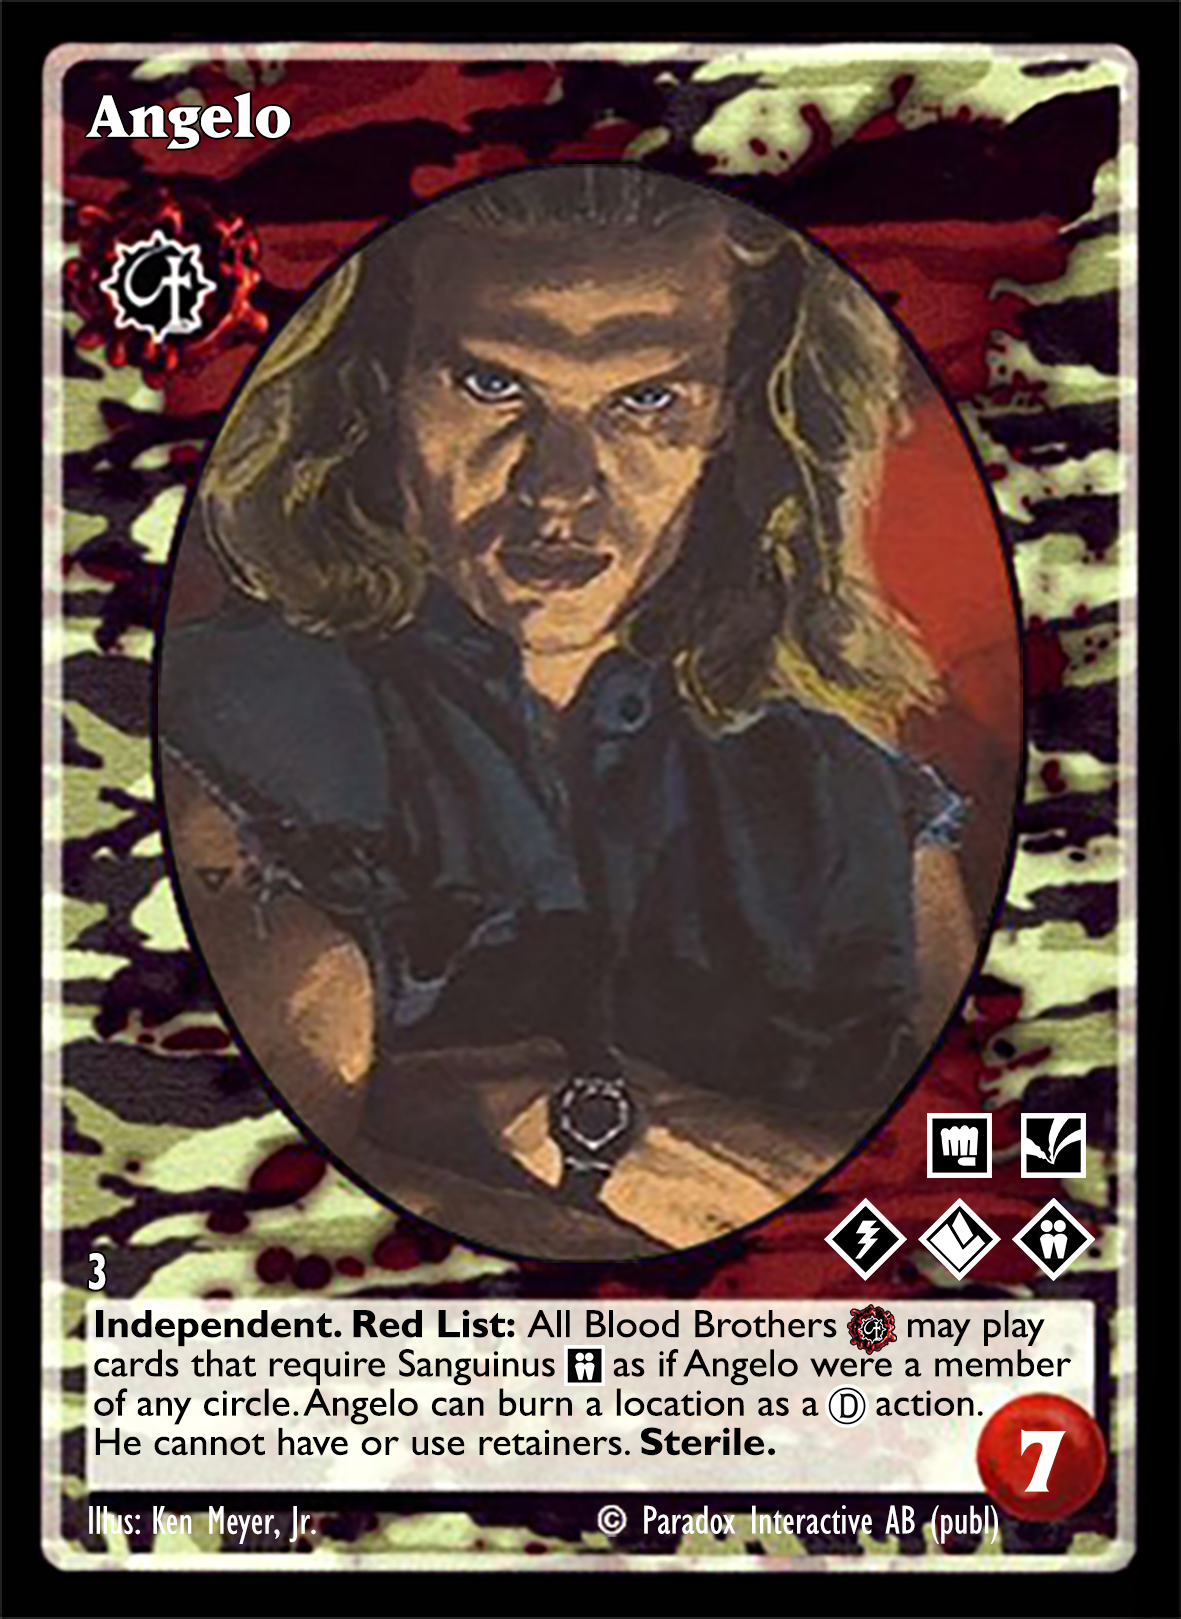 Angelo
3
Independent. Red List: All Blood Brothers may play
cards that require Sanguinus as if Angelo were a member
of any circle. Angelo can burn a location as a D action.
He cannot have or use retainers. Sterile.
7
Illus: Ken Meyer, Jr.
© Paradox Interactive AB (publ)